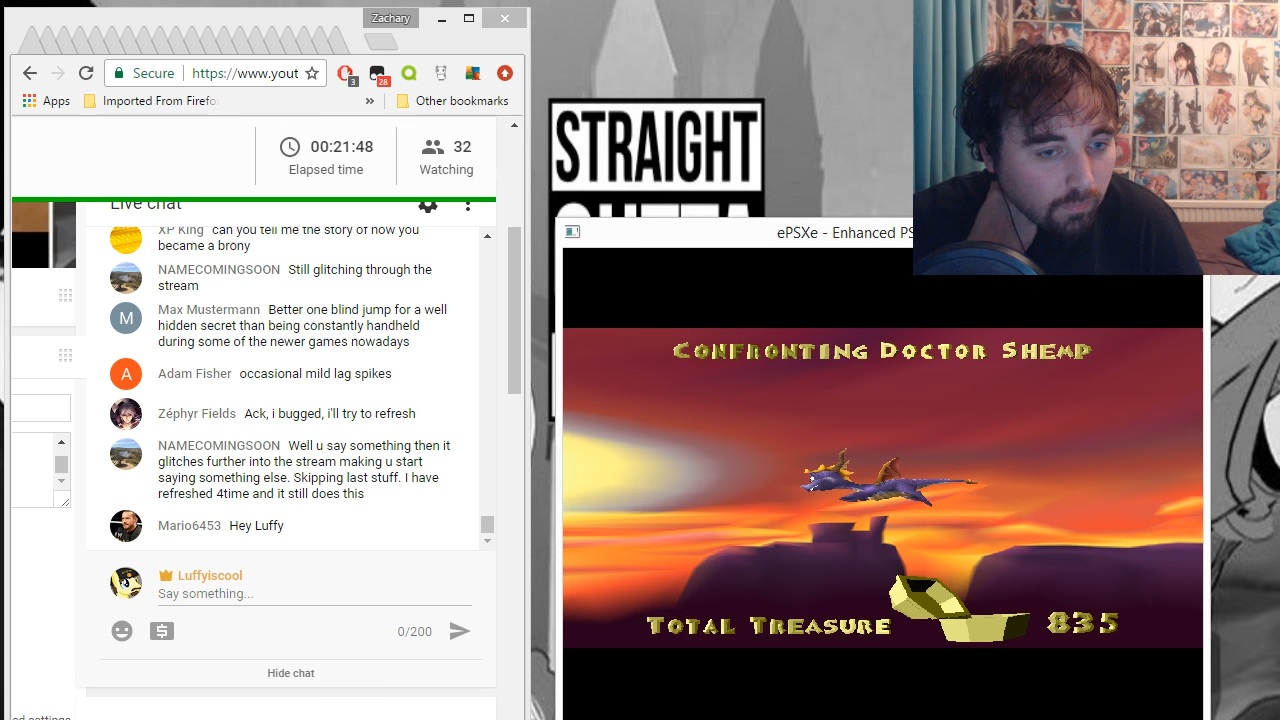 Zachary
Secure
https://www.yout
3
28
Apps
Imported From Firefo
»
Other bookmarks
00:21:48
Elapsed time
32
Watching
Live chat
XP King can you tell me the story of how you
became a brony
NAMECOMINGSOON Still glitching through the
stream
Max Mustermann Better one blind jump for a well
hidden secret than being constantly handheld
during some of the newer games nowadays
Adam Fisher occasional mild lag spikes
Zéphyr Fields Ack, i bugged, i'll try to refresh
NAMECOMINGSOON Well u say something then it
glitches further into the stream making u start
saying something else. Skipping last stuff. I have
refreshed 4time and it still does this
Mario6453 Hey Luffy
M
A
Luffyiscool
Say something...
0/200
Hide chat
ed settings
STRAIGHT
OUTTA
ePSXe - Enhanced PS
Confronting Doctor Shemp
Total Treasure 835